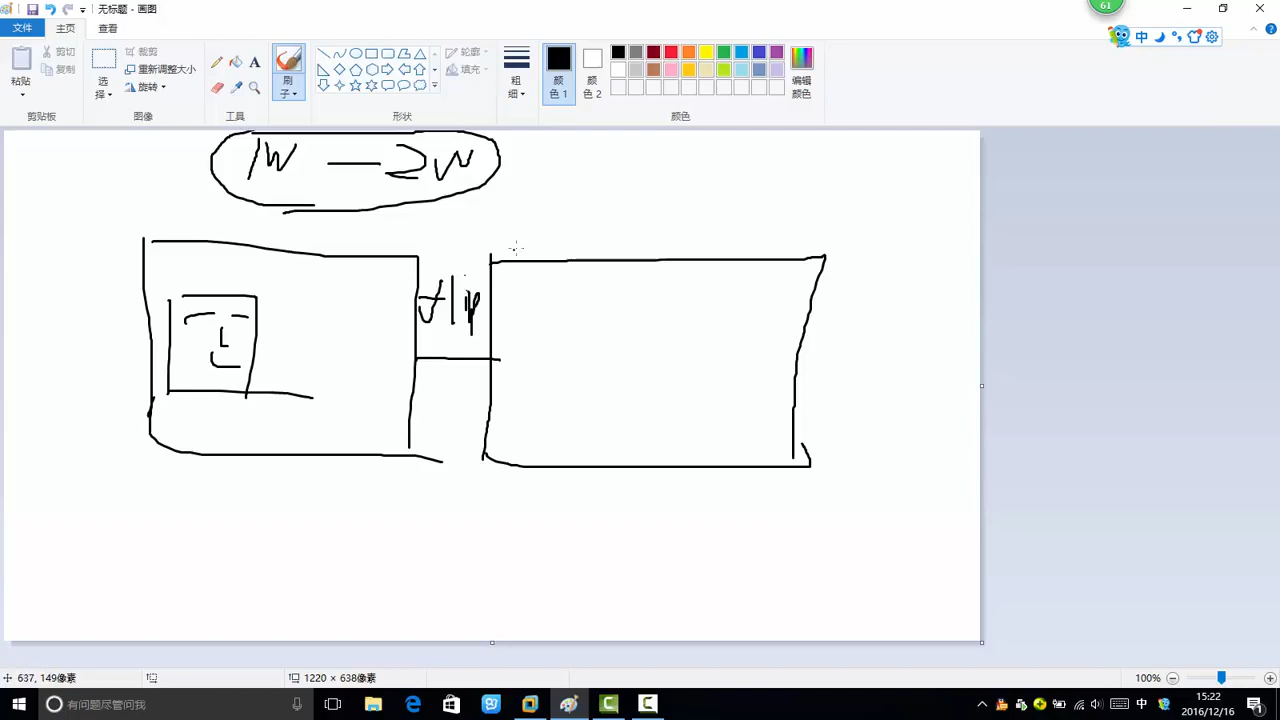 无标题 - 画图
61
文件 主页 查看
中
粘贴
剪切
复制
选择
裁剪
重新调整大小
旋转
A
刷子
轮廓
填充
粗细
颜色 1
颜色 2
编辑颜色
剪贴板 图像 工具 形状 颜色
1W — 2W
flip
637, 149像素
1220 × 638像素
100%
有问题尽管问我
中
15:22
2016/12/16